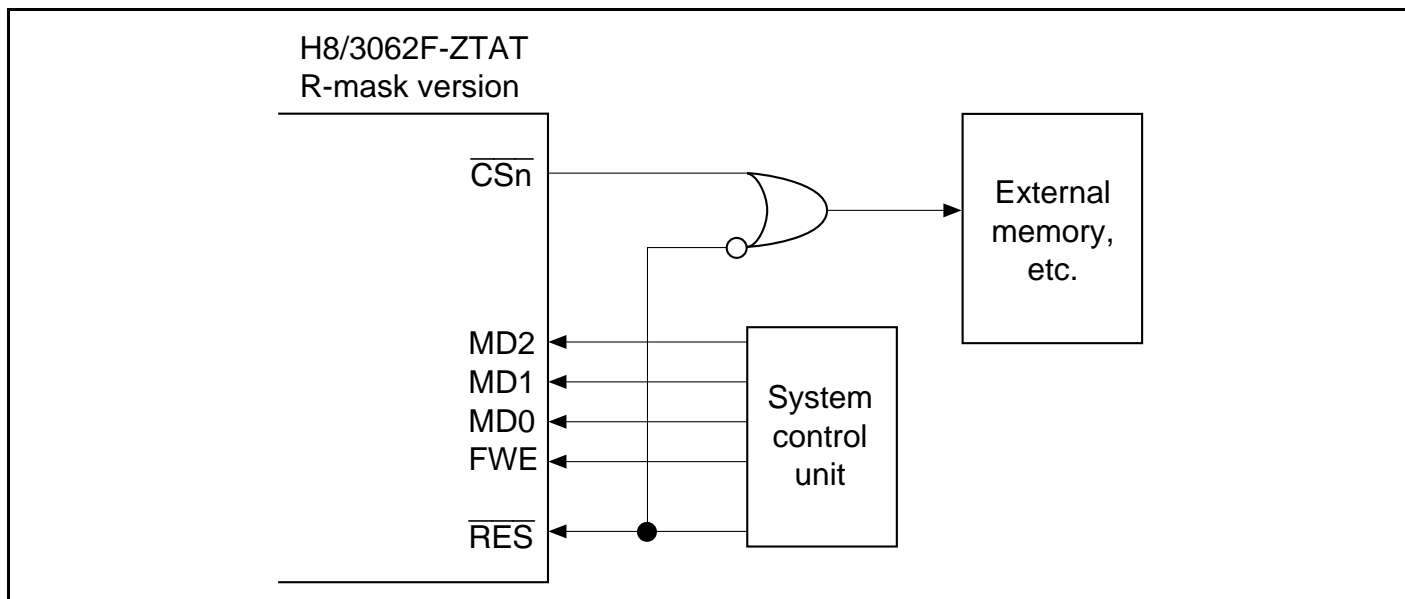 H8/3062F-ZTAT
R-mask version
CSn
External
memory,
etc.
MD2
MD1
MD0
FWE
RES
System
control
unit